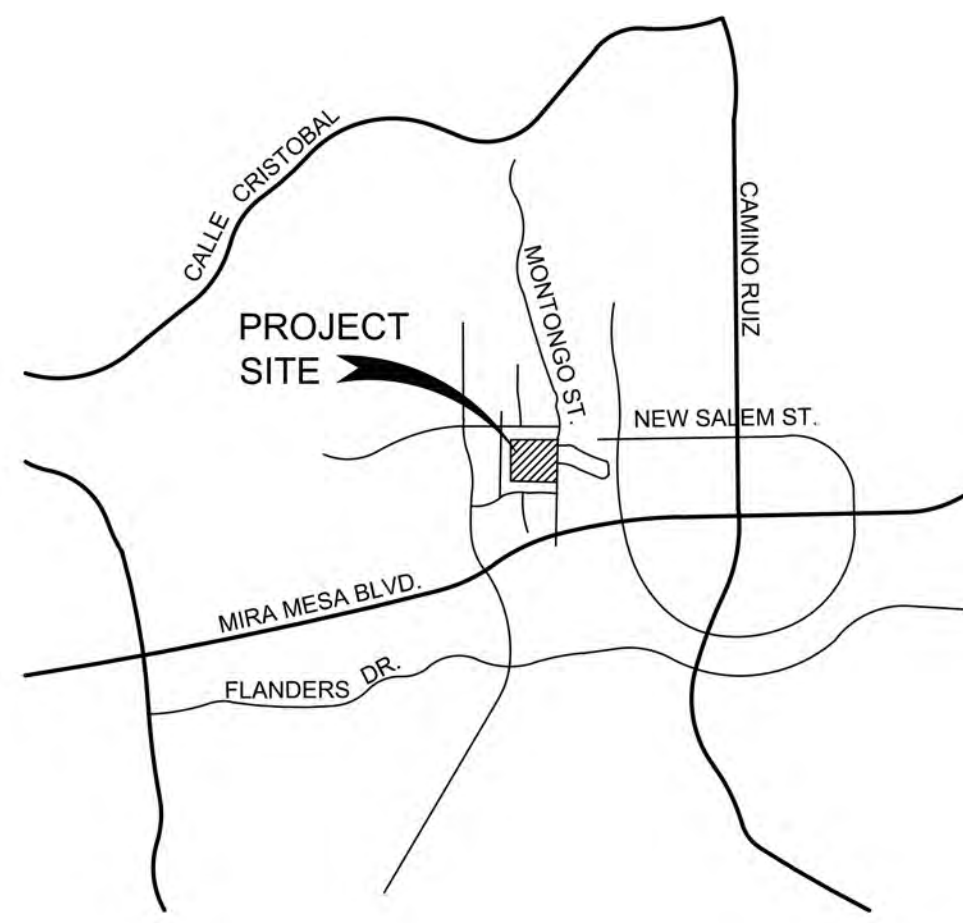 CALLE CRISTOBAL
CAMINO RUIZ
MONTONGO ST.
PROJECT
SITE
NEW SALEM ST.
MIRA MESA BLVD.
FLANDERS DR.